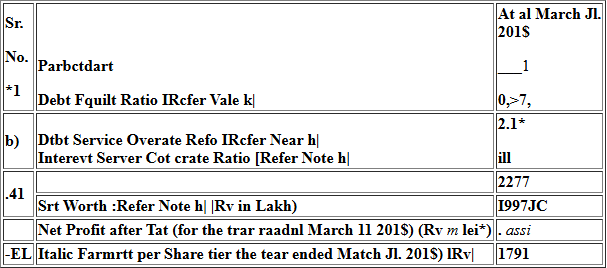 Sr.
No.
*1
Parbctdart
Debt Fquilt Ratio IRcfer Vale k|
At al March Jl.
201$
___1
0,>7,
b)
Dtbt Service Overate Refo IRcfer Near h|
Interevt Server Cot crate Ratio [Refer Note h|
2.1*
ill
.41
2277
Srt Worth :Refer Note h| |Rv in Lakh)
I997JC
Net Profit after Tat (for the trar raadnl March 11 201$) (Rv m lei*)
. assi
-EL
Italic Farmrtt per Share tier the tear ended Match Jl. 201$) lRv|
1791